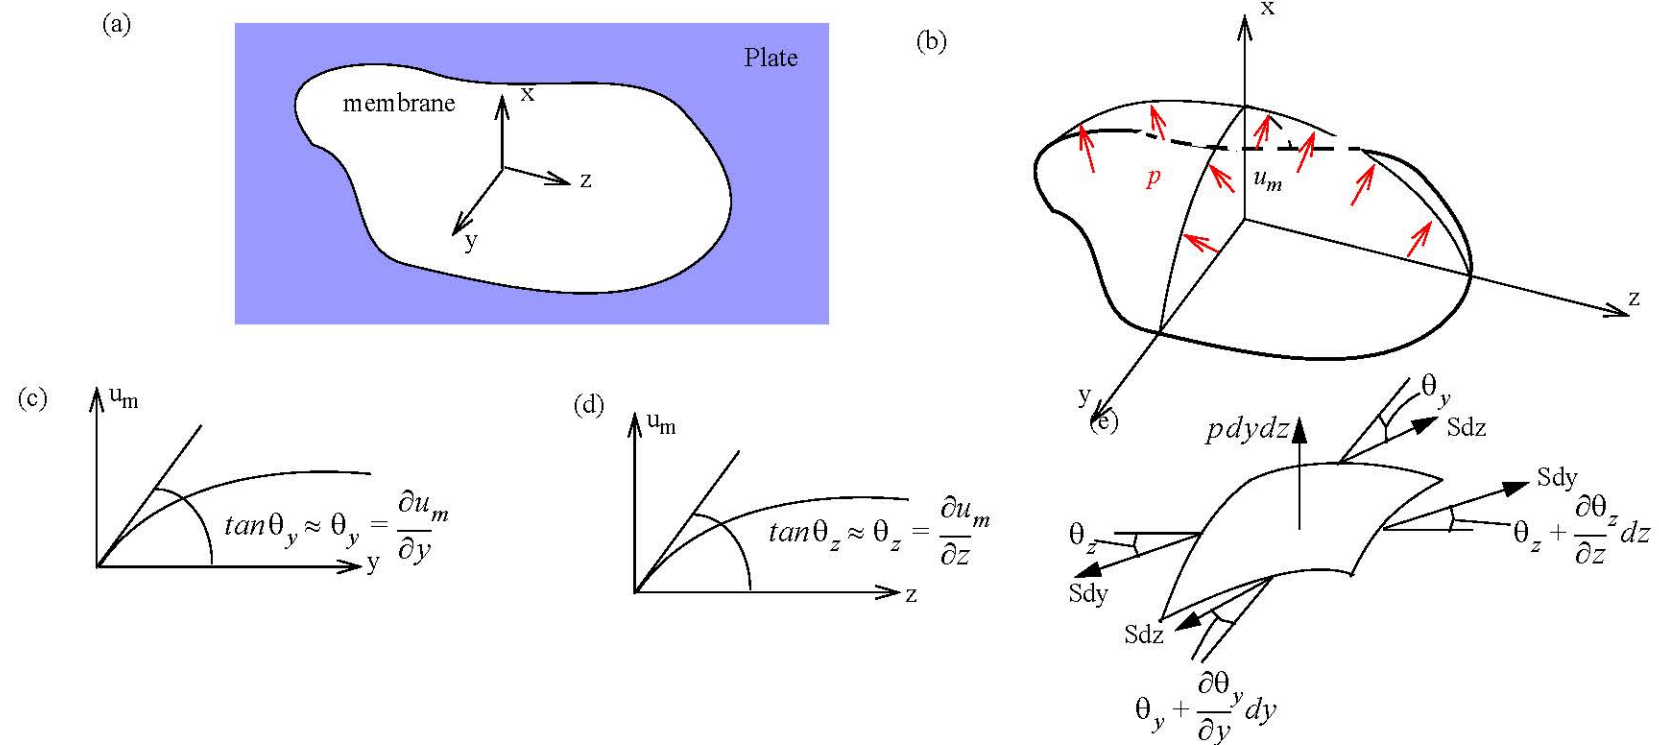 (a)
Plate
membrane
x
z
y
(b)
x
p
u_m
z
y
(c)
u_m
tanθ_y ≈ θ_y = ∂u_m/∂y
y
(d)
u_m
tanθ_z ≈ θ_z = ∂u_m/∂z
z
(e)
pdydz
θ_y
Sdz
Sdy
θ_z + ∂θ_z/∂z dz
θ_z
Sdy
Sdz
θ_y + ∂θ_y/∂y dy